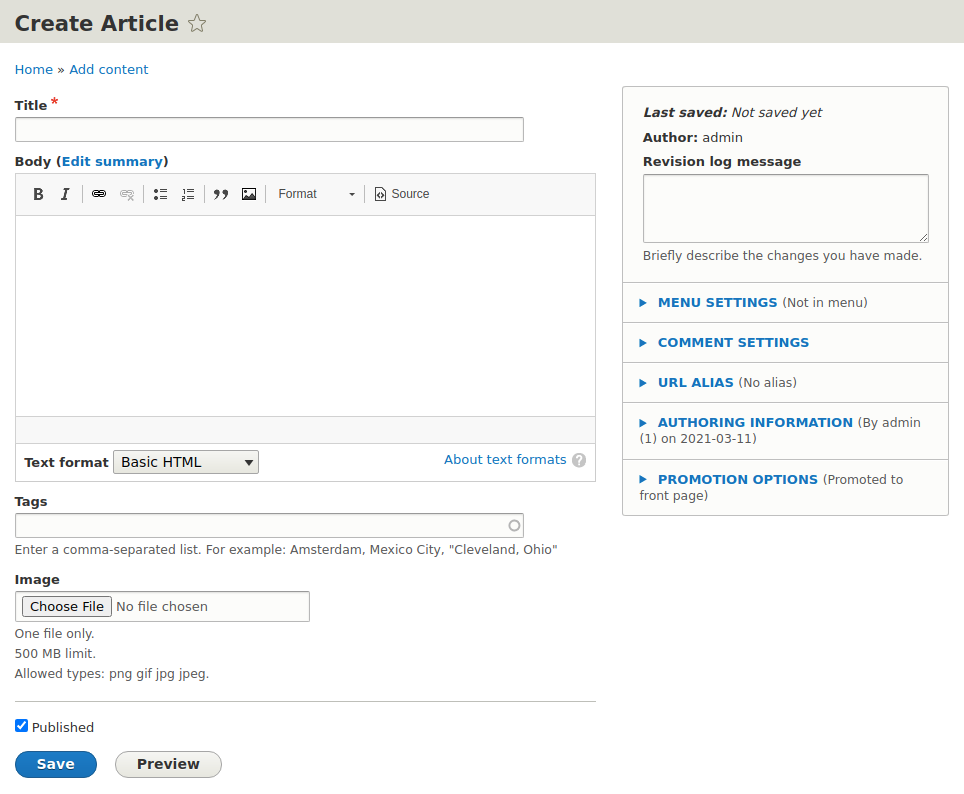 Create Article
Home » Add content
Title *
Body (Edit summary)
B I Format Source
Text format Basic HTML About text formats ?
Tags
Enter a comma-separated list. For example: Amsterdam, Mexico City, "Cleveland, Ohio"
Image
Choose File No file chosen
One file only.
500 MB limit.
Allowed types: png gif jpg jpeg.
Published
Save Preview
Last saved: Not saved yet
Author: admin
Revision log message
Briefly describe the changes you have made.
MENU SETTINGS (Not in menu)
COMMENT SETTINGS
URL ALIAS (No alias)
AUTHORING INFORMATION (By admin
(1) on 2021-03-11)
PROMOTION OPTIONS (Promoted to
front page)